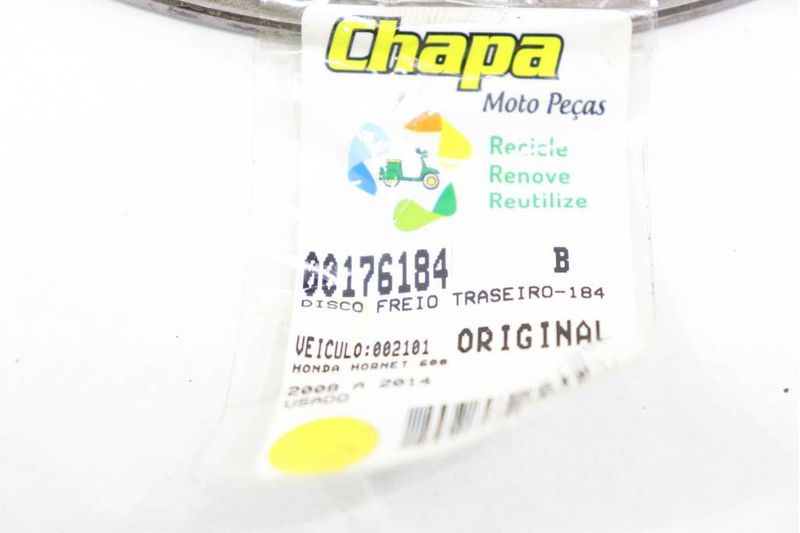 Chapa
Moto Peças
Recicle
Renove
Reutilize
00176184 B
DISCO FREIO TRASEIRO-184
VEICULO:002101 ORIGINAL
HONDA HORNET 600
2008 A 2014
USADO